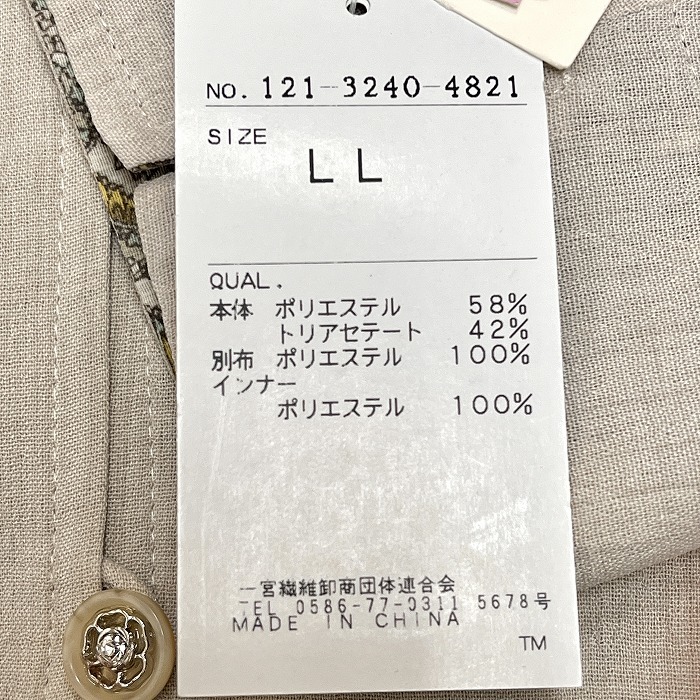 NO. 121-3240-4821
SIZE
LL
QUAL.
本体 ポリエステル 58%
トリアセテート 42%
別布 ポリエステル 100%
インナー
ポリエステル 100%
一宮繊維卸商団体連合会
TEL 0586-77-0311 5678号
MADE IN CHINA
TM